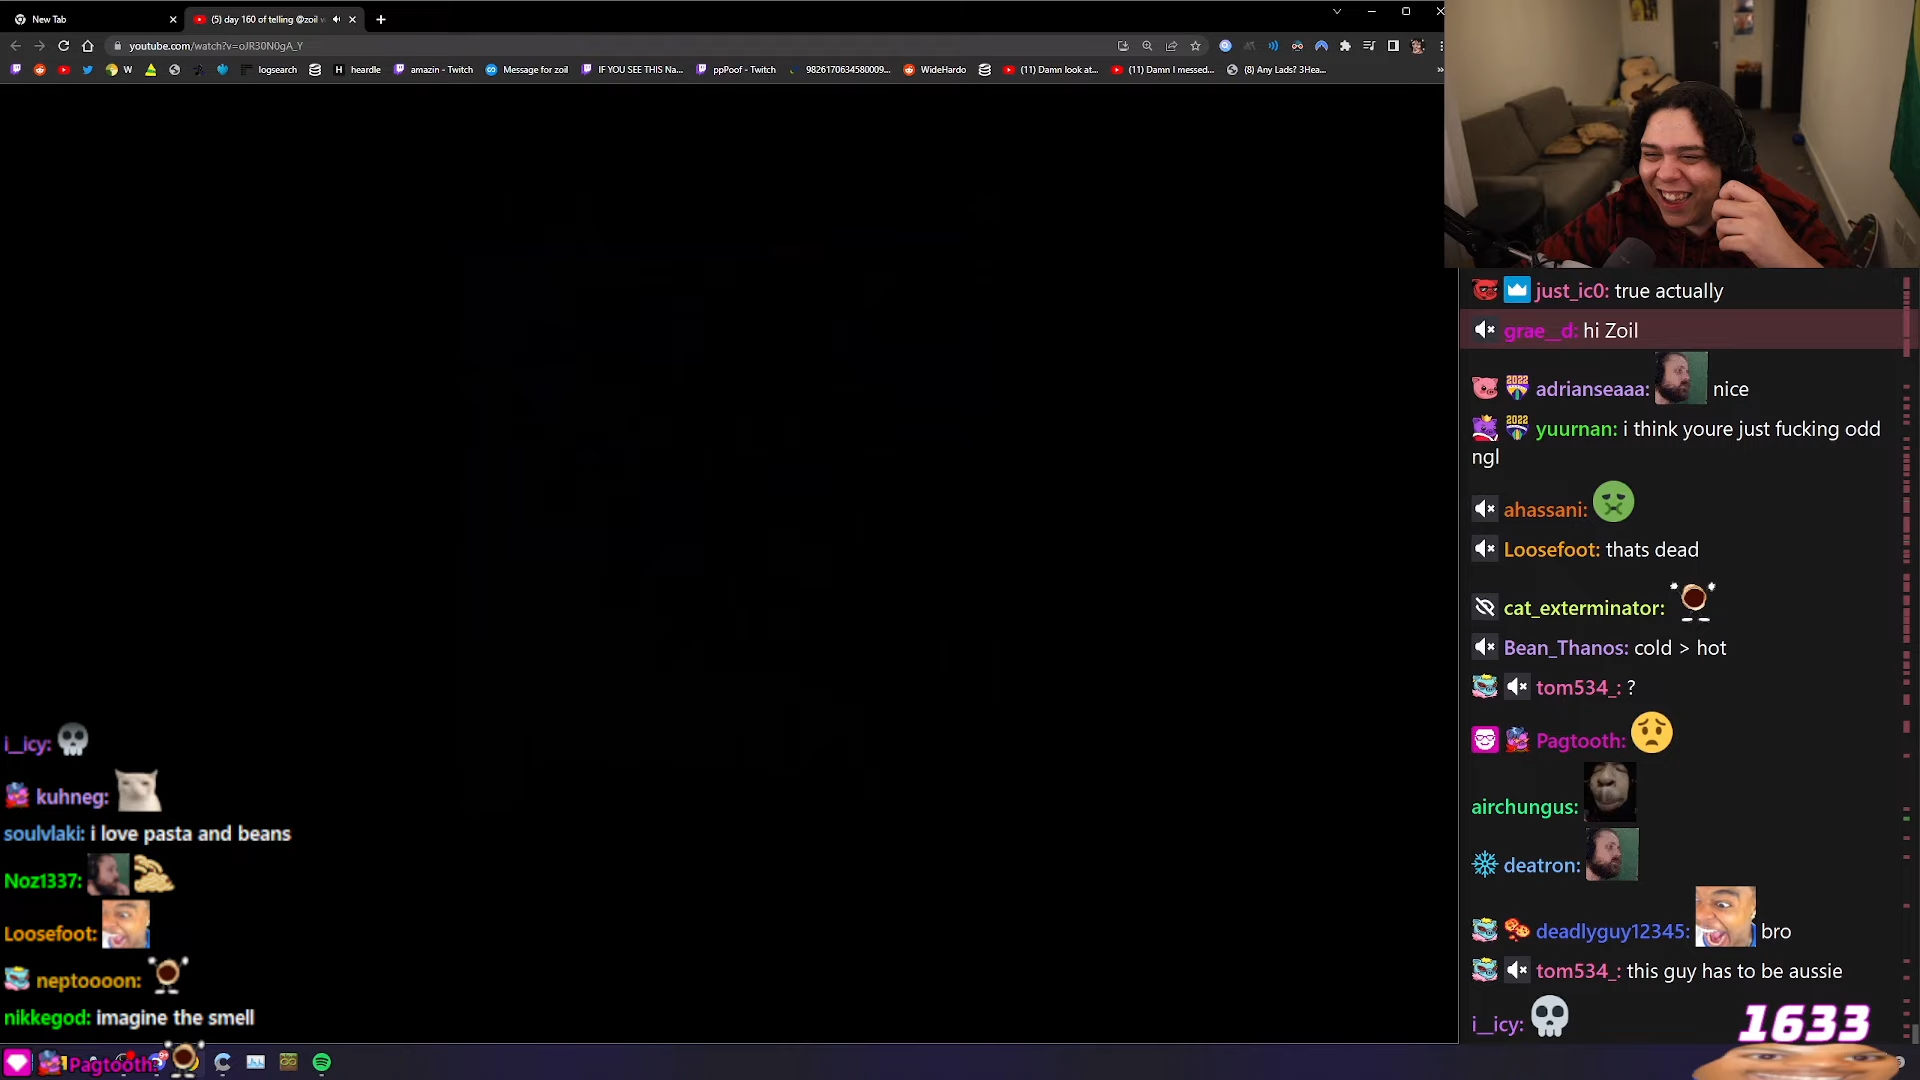 New Tab
(5) day 160 of telling @zoil
youtube.com/watch?v=oJR30N0gA_Y
W
logsearch
H heardle
amazin - Twitch
Message for zoil
IF YOU SEE THIS Na...
ppPoof - Twitch
9826170634580009...
WideHardo
(11) Damn look at...
(11) Damn I messed...
(8) Any Lads? 3Hea...
»
just_ic0: true actually
grae__d: hi Zoil
adrianseaaa: nice
yuurnan: i think youre just fucking odd
ngl
ahassani:
Loosefoot: thats dead
cat_exterminator:
Bean_Thanos: cold > hot
tom534_: ?
Pagtooth:
airchungus:
deatron:
deadlyguy12345: bro
tom534_: this guy has to be aussie
i_icy:
1633
i_icy:
kuhneg:
soulvlaki: i love pasta and beans
Noz1337:
Loosefoot:
neptoooon:
nikkegod: imagine the smell
Pagtooth: